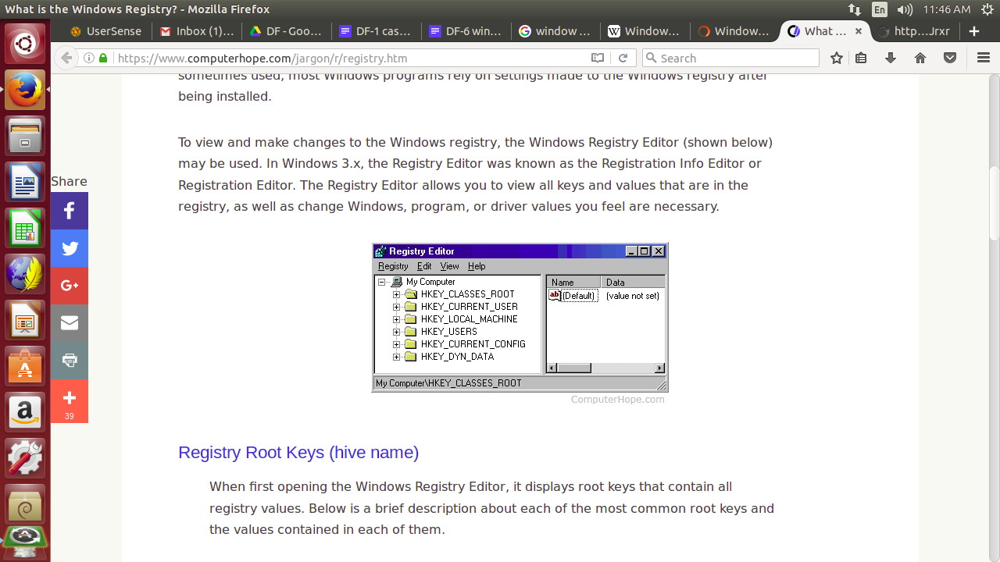 What is the Windows Registry? - Mozilla Firefox
En
11:46 AM
UserSense
Inbox (1)...
DF - Goo...
DF-1 cas...
DF-6 win...
window ...
Window...
Window...
What ...
http...Jrxr
https://www.computerhope.com/jargon/r/registry.htm
Search
sometimes used, most Windows programs rely on settings made to the Windows registry after
being installed.
To view and make changes to the Windows registry, the Windows Registry Editor (shown below)
may be used. In Windows 3.x, the Registry Editor was known as the Registration Info Editor or
Registration Editor. The Registry Editor allows you to view all keys and values that are in the
registry, as well as change Windows, program, or driver values you feel are necessary.
Share
39
Registry Editor
Registry Edit View Help
My Computer
HKEY_CLASSES_ROOT
HKEY_CURRENT_USER
HKEY_LOCAL_MACHINE
HKEY_USERS
HKEY_CURRENT_CONFIG
HKEY_DYN_DATA
Name Data
ab (Default) (value not set)
My Computer\HKEY_CLASSES_ROOT
ComputerHope.com
Registry Root Keys (hive name)
When first opening the Windows Registry Editor, it displays root keys that contain all
registry values. Below is a brief description about each of the most common root keys and
the values contained in each of them.